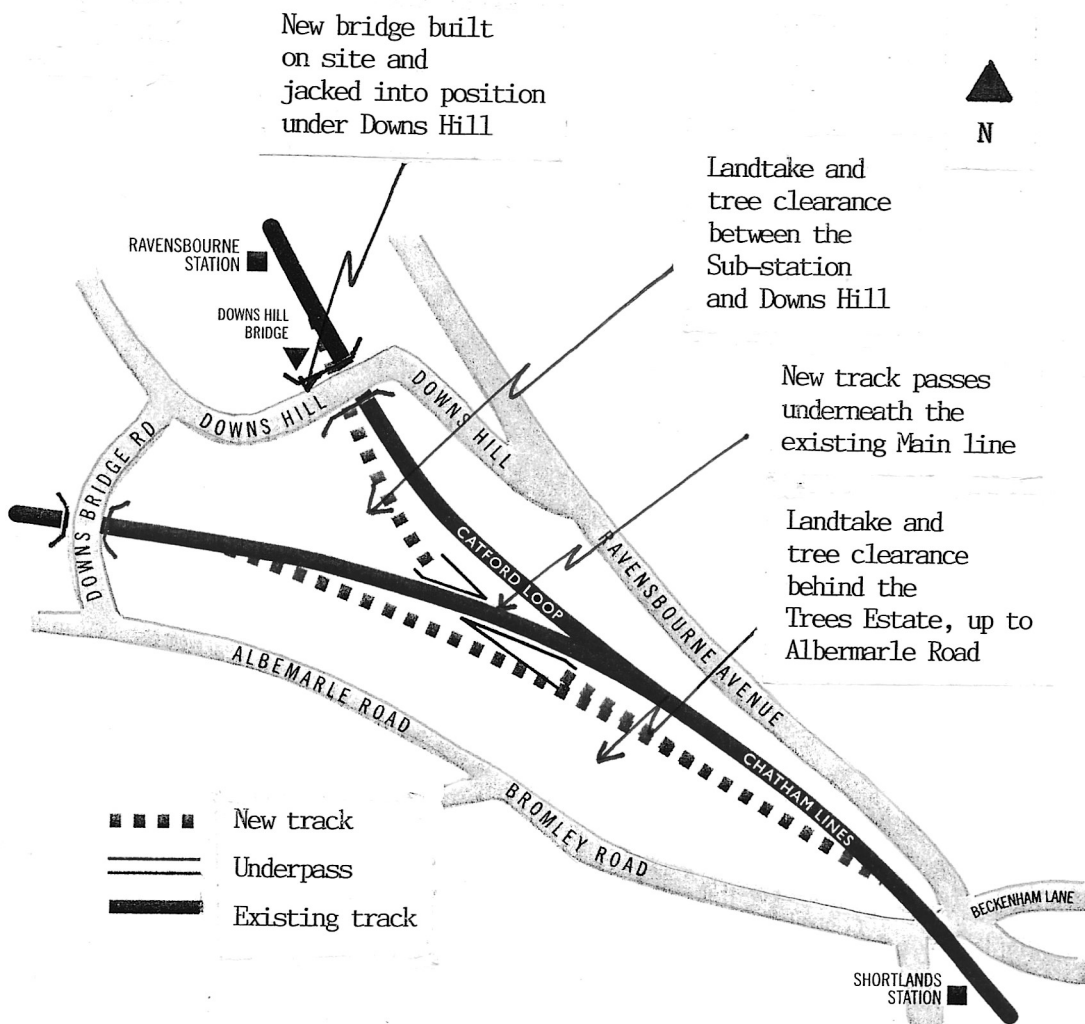 New bridge built
on site and
jacked into position
under Downs Hill
N
Landtake and
tree clearance
between the
Sub-station
and Downs Hill
RAVENSBOURNE
STATION
DOWNS HILL
BRIDGE
New track passes
underneath the
existing Main line
DOWNS HILL
DOWNS HILL
DOWNS BRIDGE RD
Landtake and
tree clearance
behind the
Trees Estate, up to
Albermarle Road
CATFORD LOOP
RAVENSBOURNE AVENUE
ALBEMARLE ROAD
CHATHAM LINES
BROMLEY ROAD
New track
Underpass
Existing track
BECKENHAM LANE
SHORTLANDS
STATION